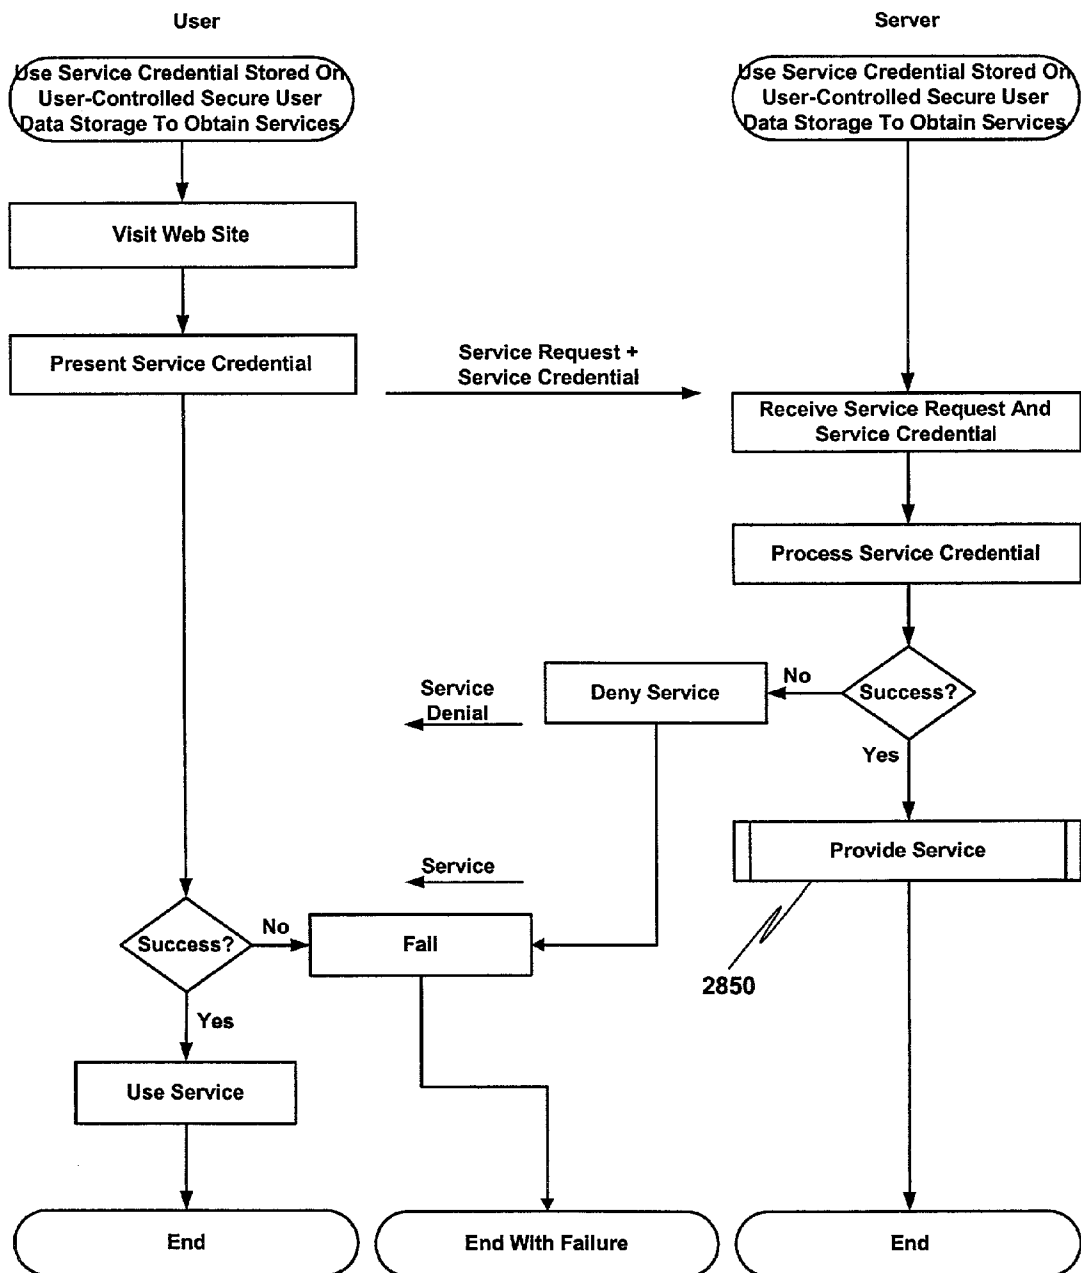 User
Server
Use Service Credential Stored On
User-Controlled Secure User
Data Storage To Obtain Services
Use Service Credential Stored On
User-Controlled Secure User
Data Storage To Obtain Services
Visit Web Site
Present Service Credential
Service Request +
Service Credential
Receive Service Request And
Service Credential
Process Service Credential
Success?
No
Deny Service
Service
Denial
Yes
Provide Service
2850
Service
Success?
No
Fail
Yes
Use Service
End
End With Failure
End